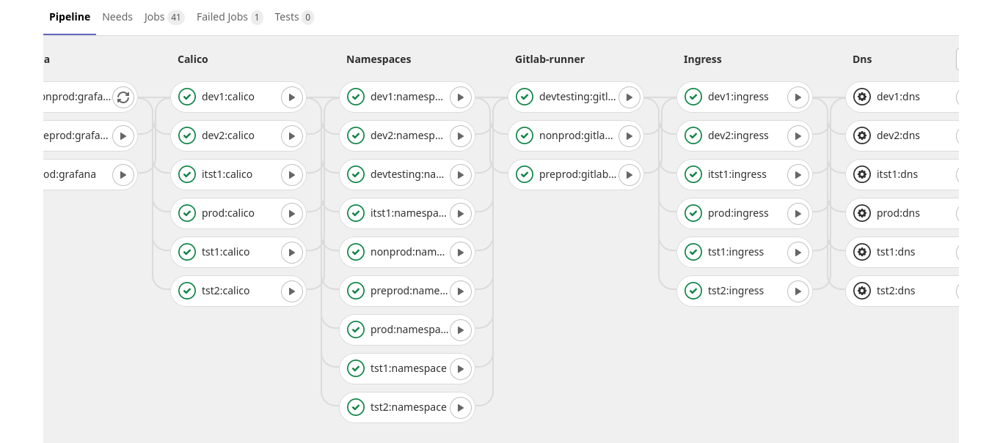 Pipeline Needs Jobs 41 Failed Jobs 1 Tests 0
a Calico Namespaces Gitlab-runner Ingress Dns
onprod:grafa... dev1:calico dev1:namesp... devtesting:gitl... dev1:ingress dev1:dns
eprod:grafa... dev2:calico dev2:namesp... nonprod:gitla... dev2:ingress dev2:dns
od:grafana itst1:calico devtesting:na... preprod:gitlab... itst1:ingress itst1:dns
prod:calico itst1:namespa... prod:ingress prod:dns
tst1:calico nonprod:nam... tst1:ingress tst1:dns
tst2:calico preprod:name... tst2:ingress tst2:dns
prod:namespa...
tst1:namespace
tst2:namespace